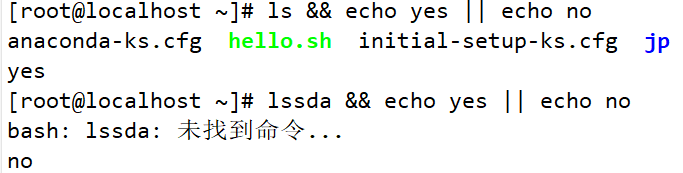 [root@localhost ~]# ls && echo yes || echo no
anaconda-ks.cfg  hello.sh  initial-setup-ks.cfg  jp
yes
[root@localhost ~]# lssda && echo yes || echo no
bash: lssda: 未找到命令...
no